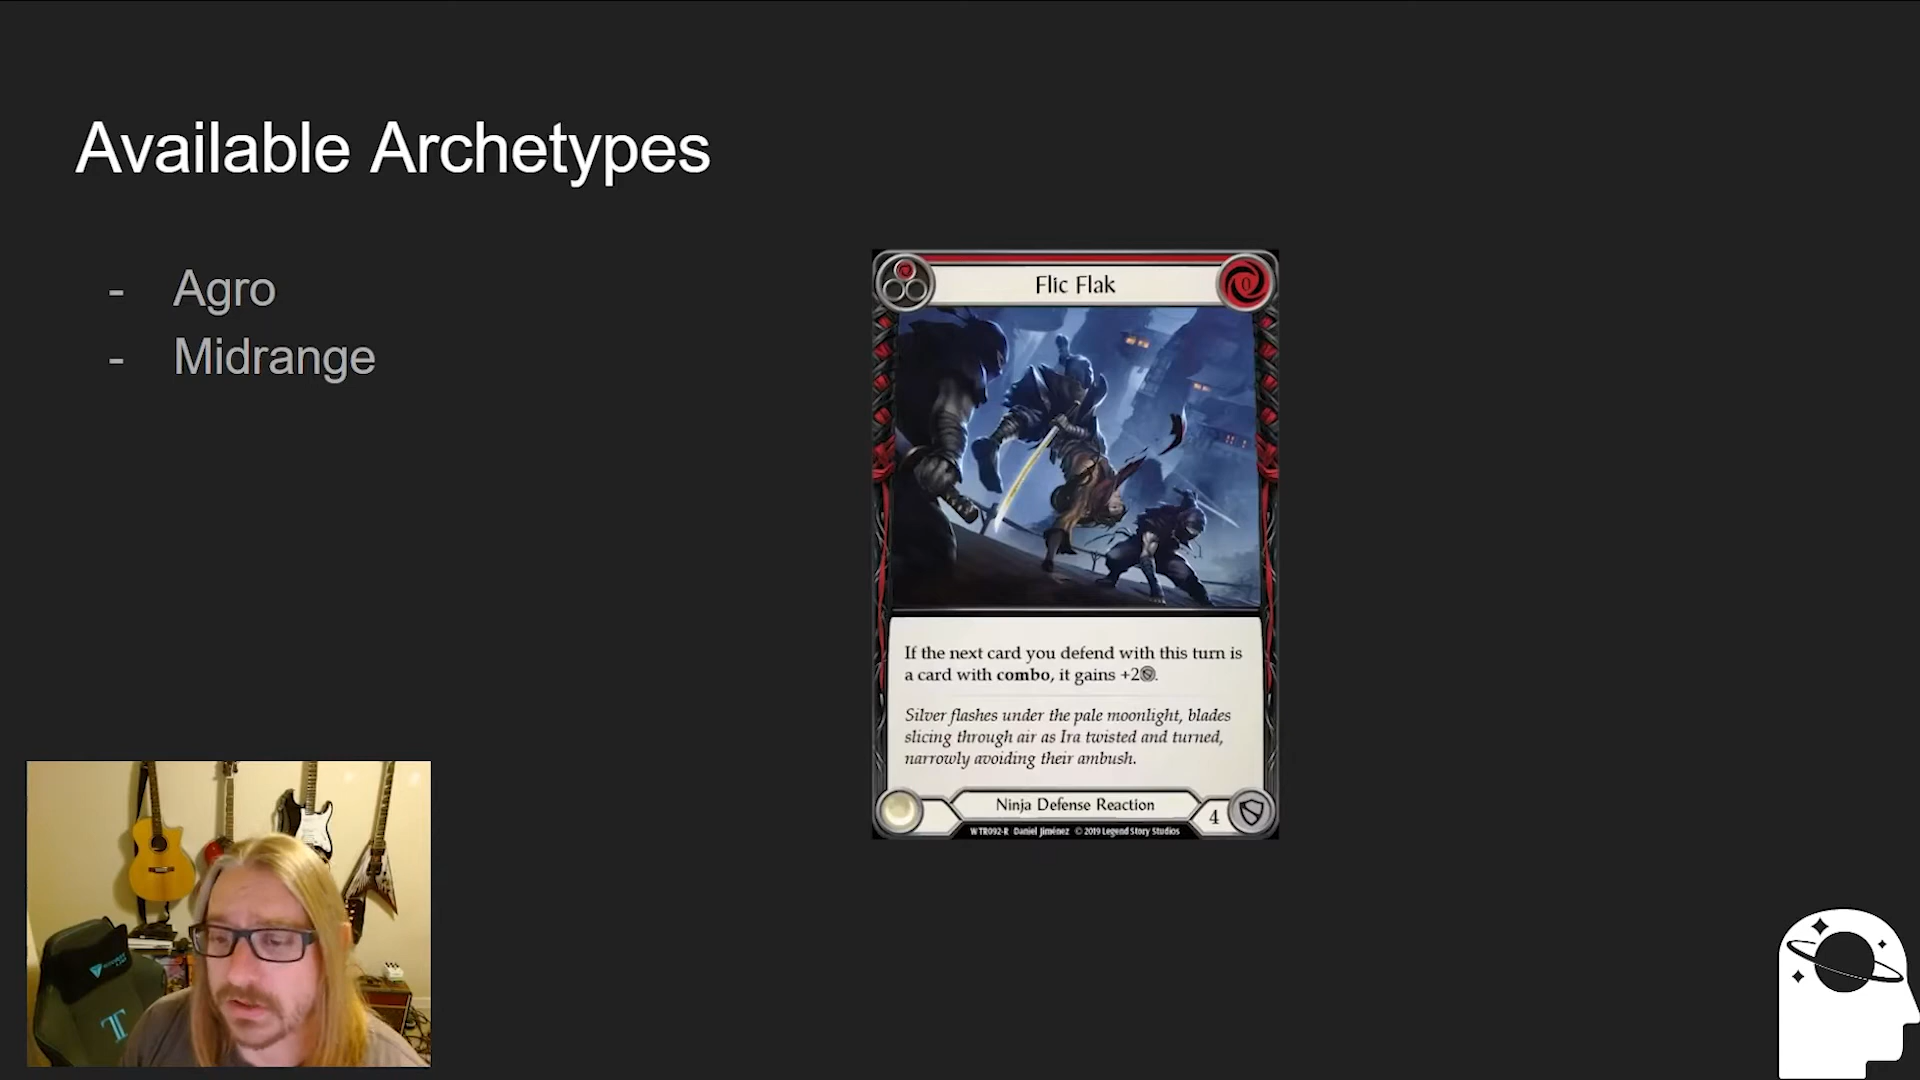 Available Archetypes
- Agro
- Midrange
Flic Flak
0
If the next card you defend with this turn is
a card with combo, it gains +2
Silver flashes under the pale moonlight, blades
slicing through air as Ira twisted and turned,
narrowly avoiding their ambush.
Ninja Defense Reaction
4
WTR092-R Daniel Jiménez © 2019 Legend Story Studios